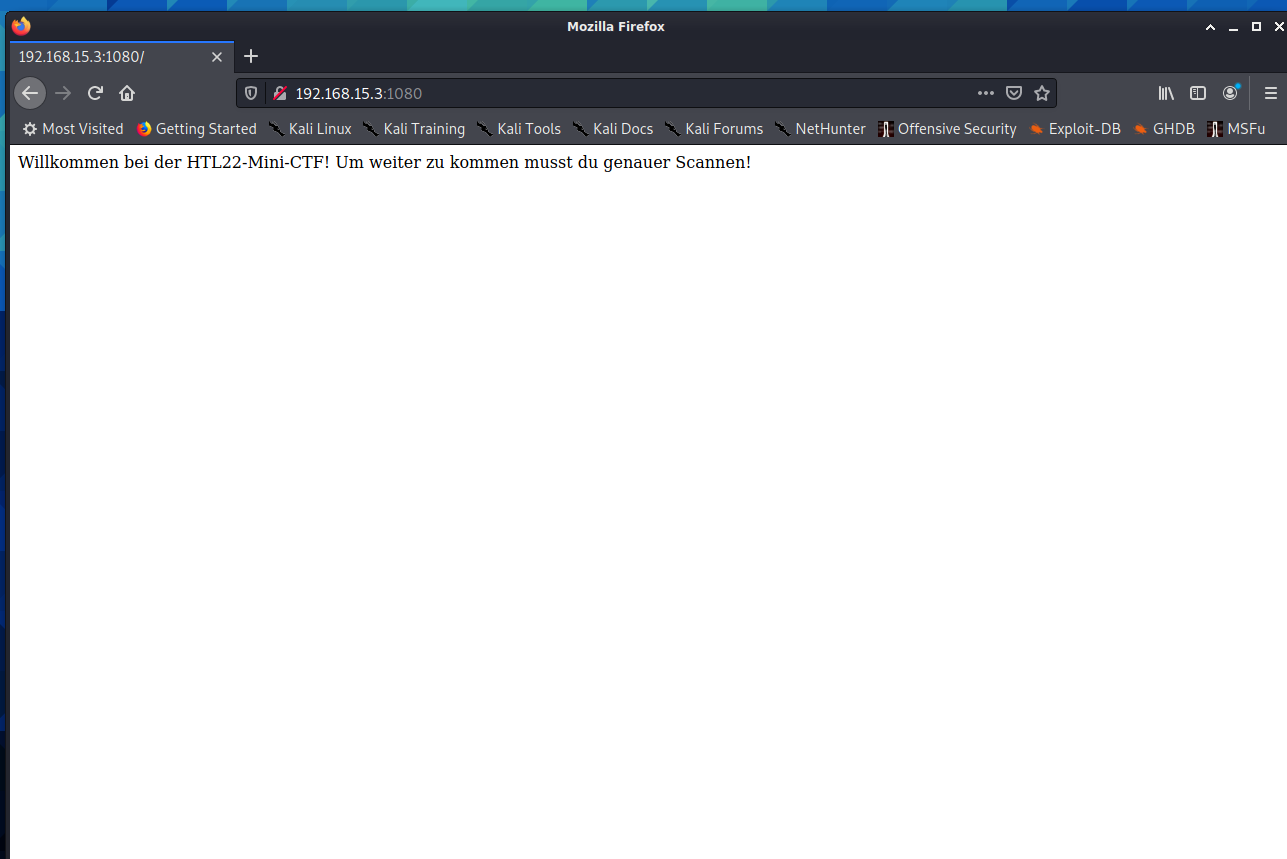 Mozilla Firefox
192.168.15.3:1080/
192.168.15.3:1080
Most Visited Getting Started Kali Linux Kali Training Kali Tools Kali Docs Kali Forums NetHunter Offensive Security Exploit-DB GHDB MSFu
Willkommen bei der HTL22-Mini-CTF! Um weiter zu kommen musst du genauer Scannen!